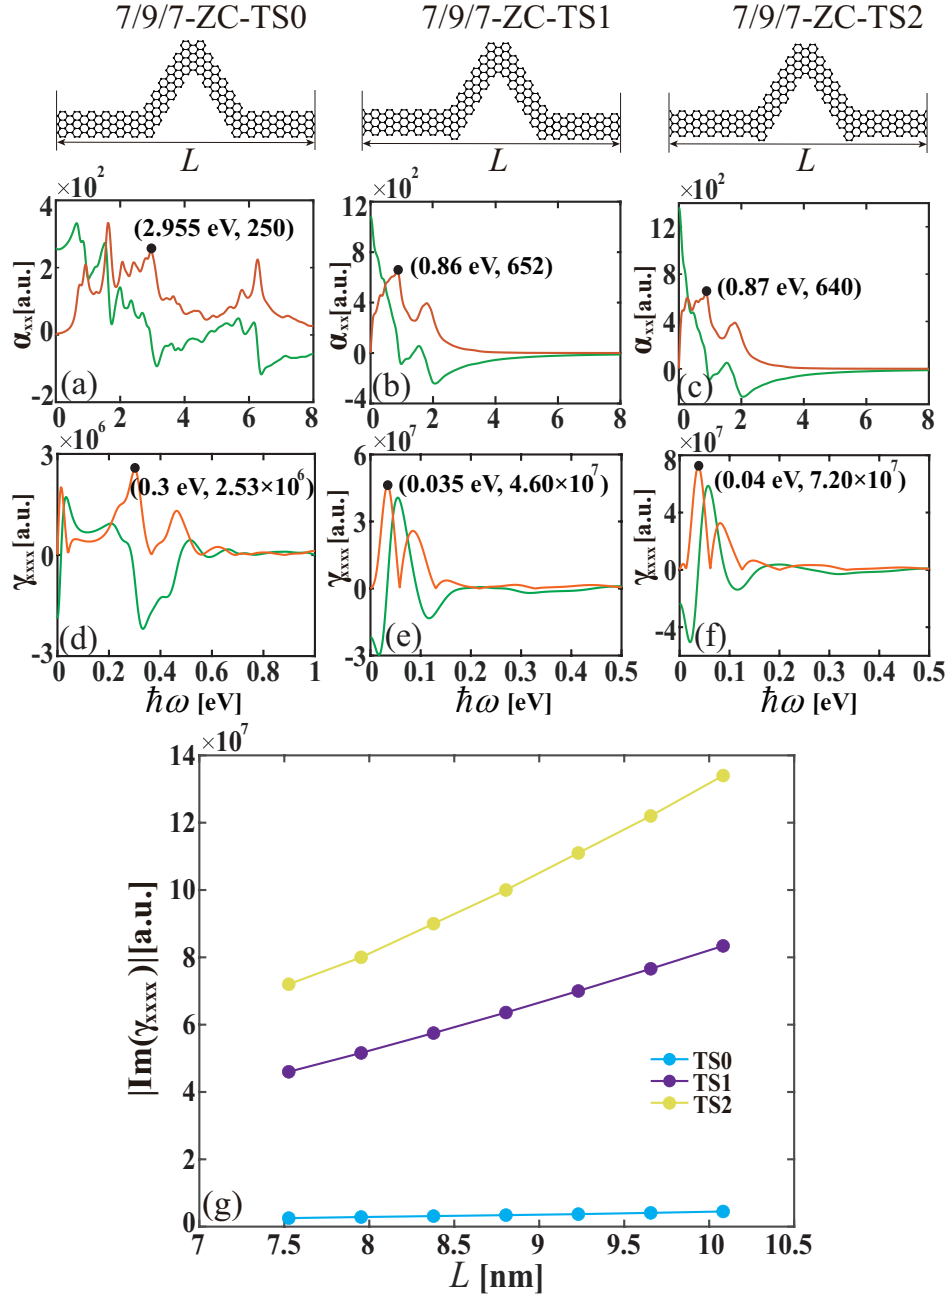 7/9/7-ZC-TS0 7/9/7-ZC-TS1 7/9/7-ZC-TS2
L L L
×10² ×10² ×10²
4 2 0 -2
α_xx[a.u.]
(2.955 eV, 250)
(a)
0 2 4 6 8
12 8 4 0 -4
α_xx[a.u.]
(0.86 eV, 652)
(b)
0 2 4 6 8
12 8 4 0
α_xx[a.u.]
(0.87 eV, 640)
(c)
0 2 4 6 8
×10⁶
3 0 -3
γ_xxxx[a.u.]
(0.3 eV, 2.53×10⁶)
(d)
0 0.2 0.4 0.6 0.8 1
ħω [eV]
×10⁷
6 3 0 -3
γ_xxxx[a.u.]
(0.035 eV, 4.60×10⁷)
(e)
0 0.1 0.2 0.3 0.4 0.5
ħω [eV]
×10⁷
8 4 0 -4
γ_xxxx[a.u.]
(0.04 eV, 7.20×10⁷)
(f)
0 0.1 0.2 0.3 0.4 0.5
ħω [eV]
×10⁷
14
12
10
8
6
4
2
0
|Im(γ_xxxx)|[a.u.]
TS0
TS1
TS2
(g)
7 7.5 8 8.5 9 9.5 10 10.5
L [nm]